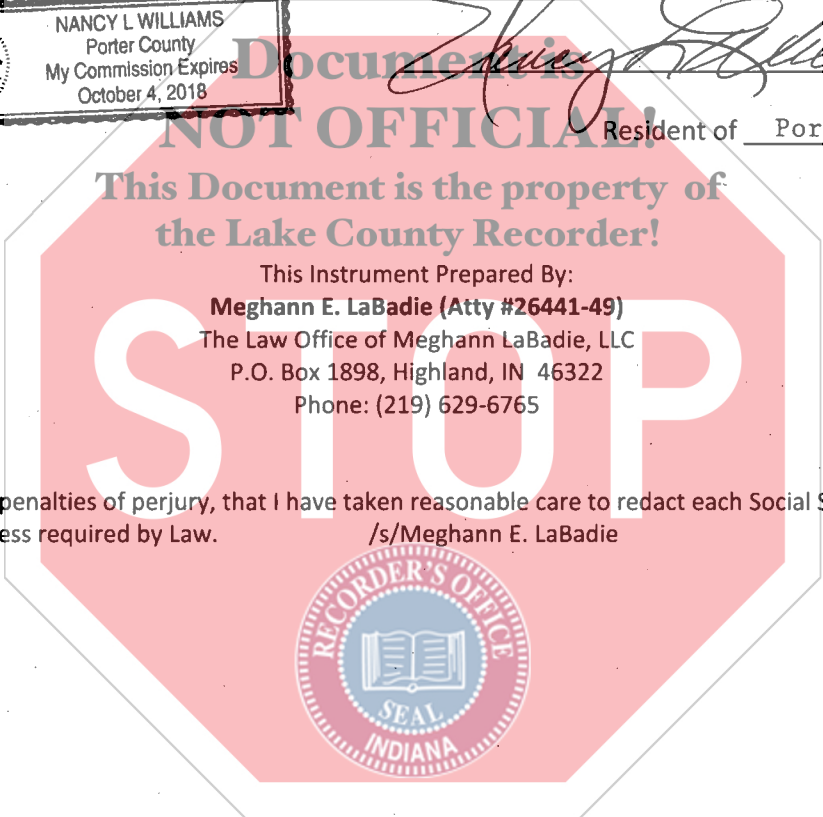 NANCY L WILLIAMS
Porter County
My Commission Expires
October 4, 2018
Document is
NOT OFFICIAL!
Resident of Por
This Document is the property of
the Lake County Recorder!
This Instrument Prepared By:
Meghann E. LaBadie (Atty #26441-49)
The Law Office of Meghann LaBadie, LLC
P.O. Box 1898, Highland, IN 46322
Phone: (219) 629-6765
STOP
penalties of perjury, that I have taken reasonable care to redact each Social S
ess required by Law. /s/Meghann E. LaBadie
RECORDER'S OFFICE
SEAL
INDIANA